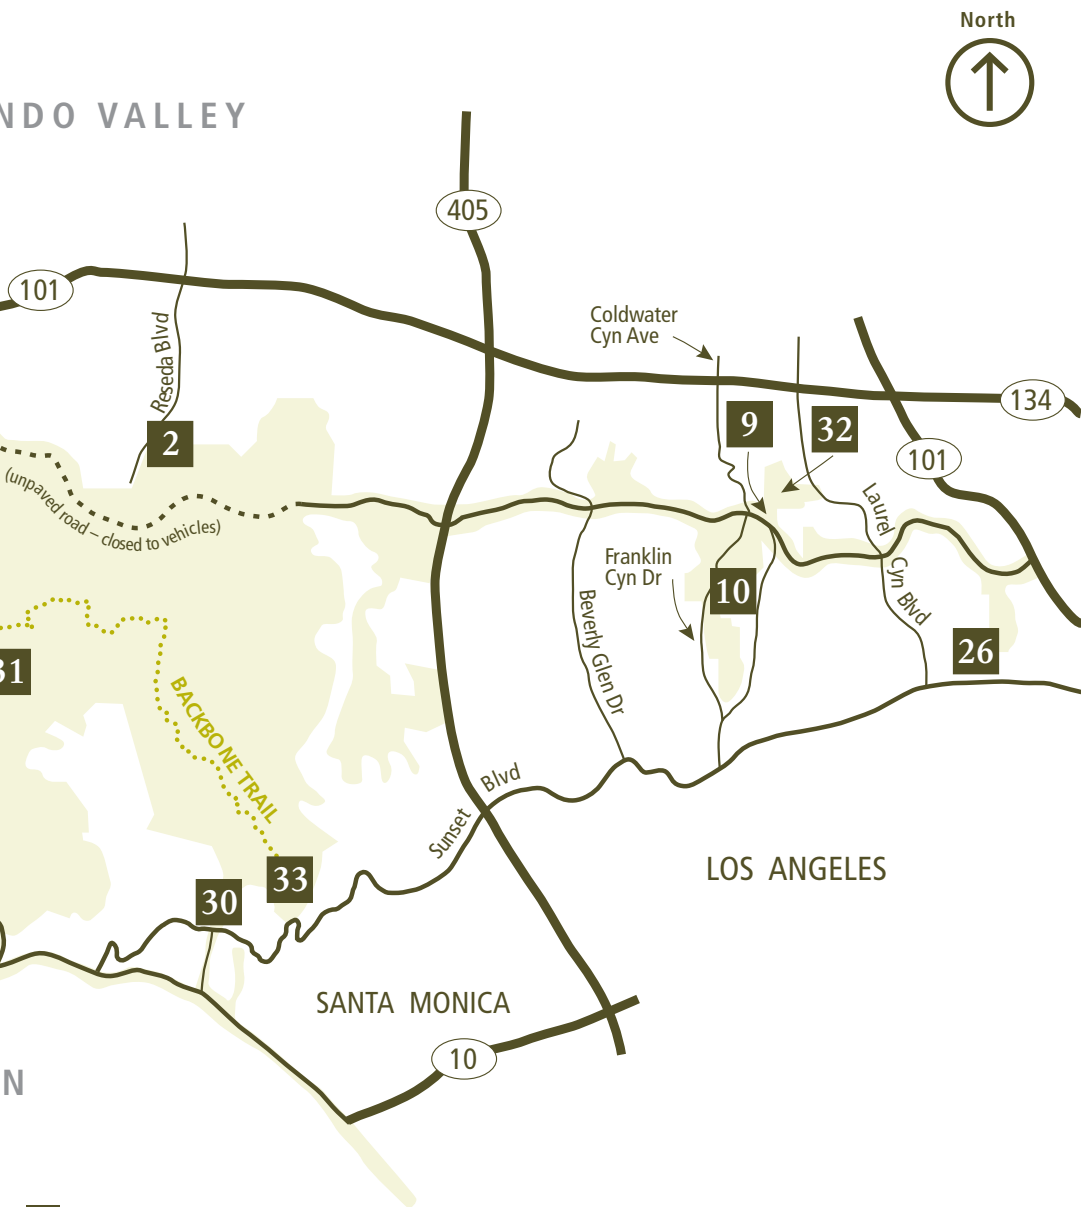 North
NDO VALLEY
405
101
Coldwater
Cyn Ave
Reseda Blvd
134
9
32
2
101
(unpaved road – closed to vehicles)
Laurel
Cyn Blvd
Franklin
Cyn Dr
10
Beverly Glen Dr
26
31
BACKBONE TRAIL
Sunset
Blvd
LOS ANGELES
33
30
SANTA MONICA
10
N